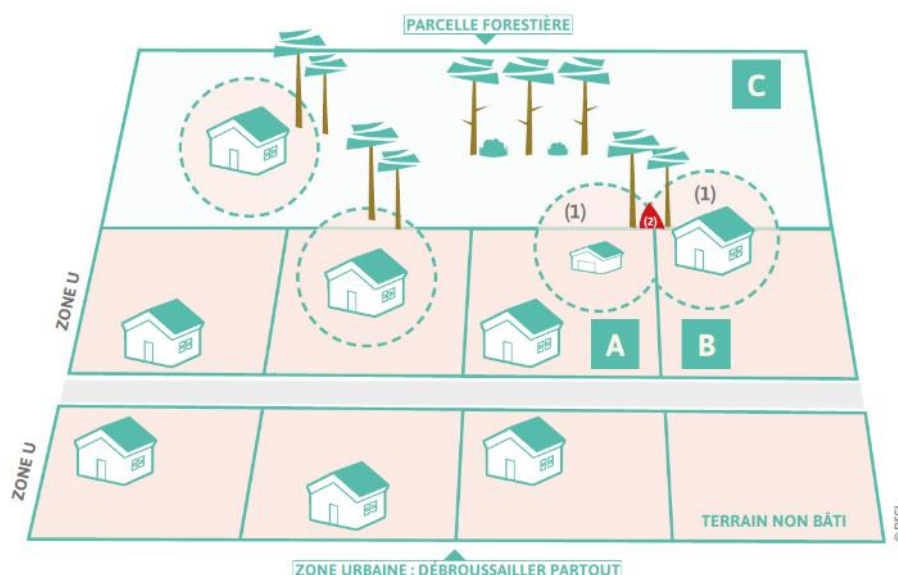 PARCELLE FORESTIÈRE
C
(1)
(1)
(2)
ZONE U
A
B
ZONE U
TERRAIN NON BÂTI
ZONE URBAINE : DÉBROUSSAILLER PARTOUT